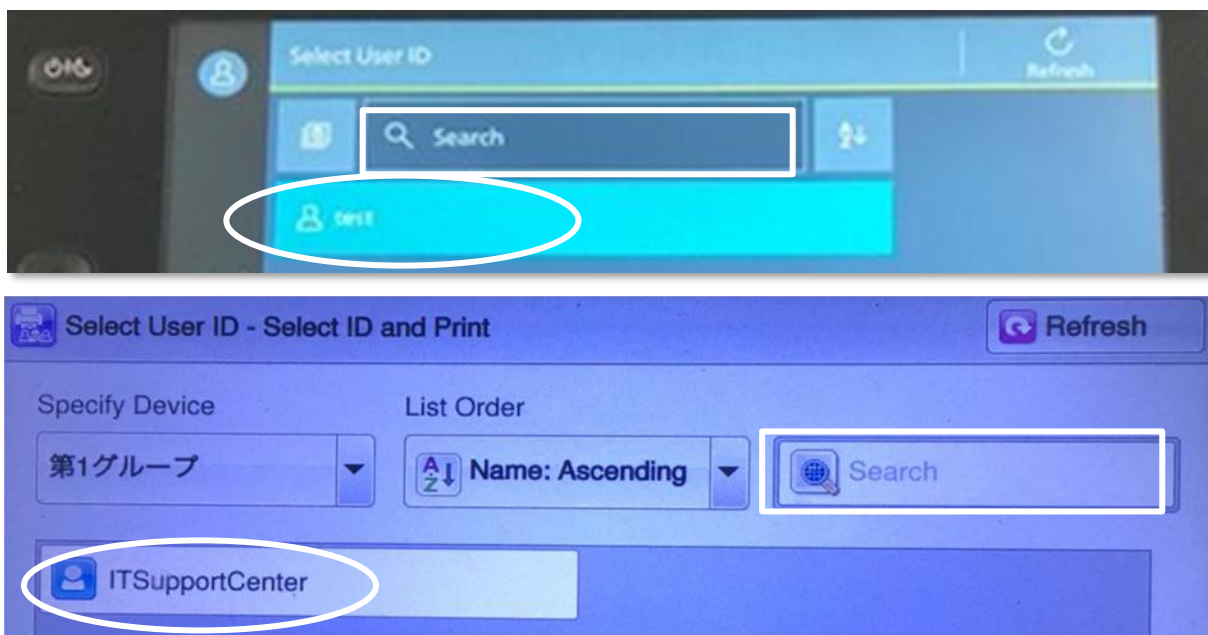 Select User ID
Refresh
Search
test
Select User ID - Select ID and Print
Refresh
Specify Device
List Order
第1グループ
Name: Ascending
Search
ITSupportCenter